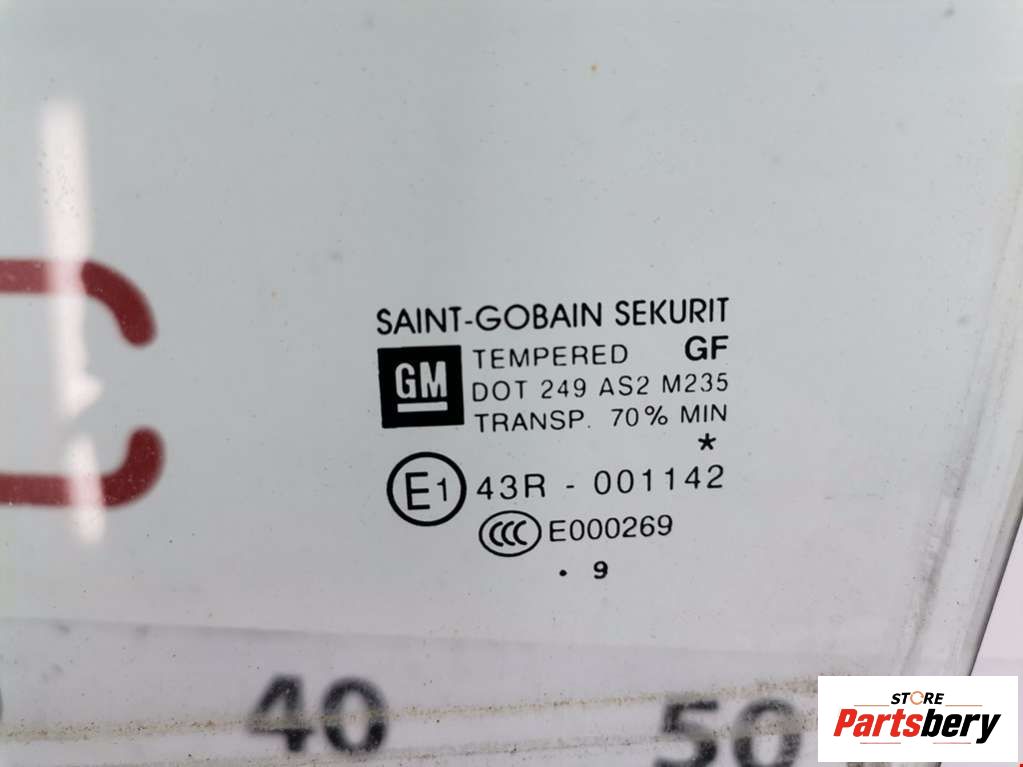 SAINT-GOBAIN SEKURIT
GM
TEMPERED GF
DOT 249 AS2 M235
TRANSP. 70% MIN
*
E1 43R - 001142
CCC E000269
. 9
40 50
STORE
Partsbery